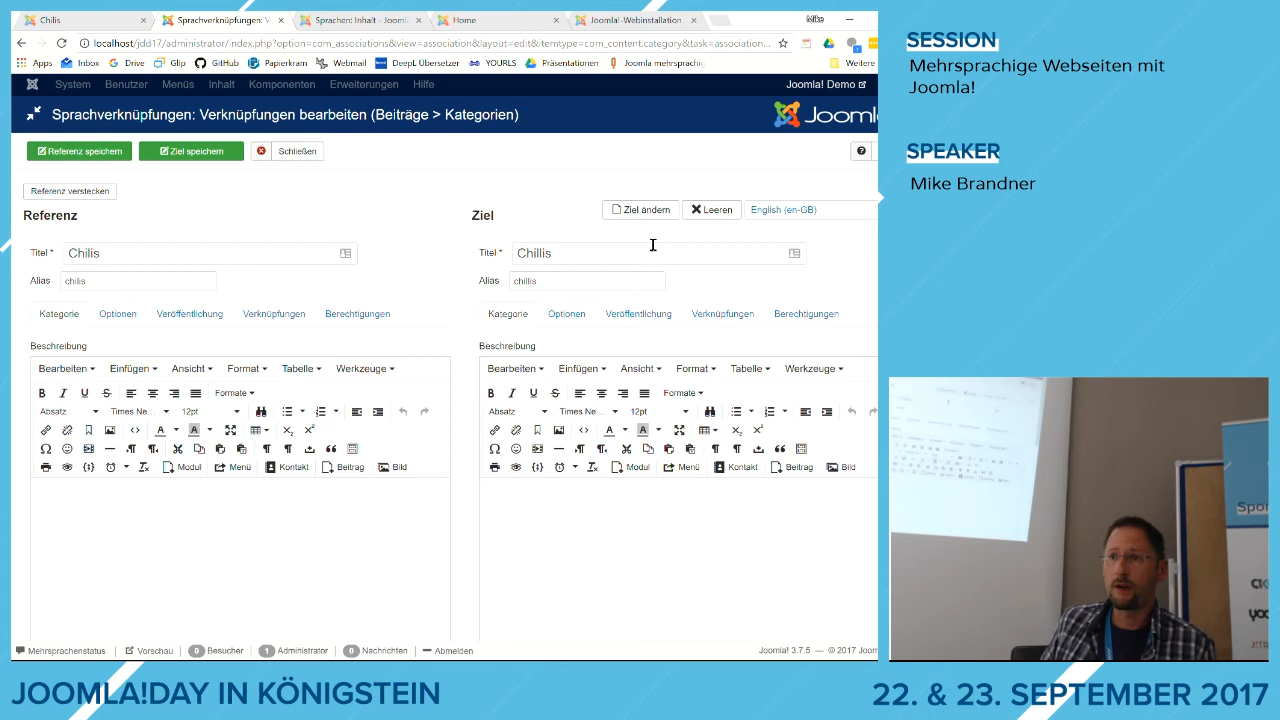 Chilis
Sprachverknüpfungen: V
Sprachen: Inhalt - Jooml
Home
Joomla!-Webinstallation
Mike
localhost/jdd17/administrator/index.php?option=com_associations&view=association&layout=edit&itemtype=com_content.category&task=association
Apps
Inbox
Drive
Glip
GitHub
Papierkram
Webmail
DeepL Übersetzer
YOURLS
Präsentationen
Joomla mehrsprachig
Weitere
System
Benutzer
Menüs
Inhalt
Komponenten
Erweiterungen
Hilfe
Joomla! Demo
Sprachverknüpfungen: Verknüpfungen bearbeiten (Beiträge > Kategorien)
Referenz speichern
Ziel speichern
Schließen
Referenz verstecken
Referenz
Titel *
Chilis
Alias
chilis
Kategorie
Optionen
Veröffentlichung
Verknüpfungen
Berechtigungen
Beschreibung
Bearbeiten
Einfügen
Ansicht
Format
Tabelle
Werkzeuge
Formate
Absatz
Times Ne...
12pt
Modul
Menü
Kontakt
Beitrag
Bild
Ziel
Ziel ändern
Leeren
English (en-GB)
Titel *
Chillis
Alias
chillis
Kategorie
Optionen
Veröffentlichung
Verknüpfungen
Berechtigungen
Beschreibung
Bearbeiten
Einfügen
Ansicht
Format
Tabelle
Werkzeuge
Formate
Absatz
Times Ne...
12pt
Modul
Menü
Kontakt
Beitrag
Bild
Mehrsprachenstatus
Vorschau
0 Besucher
1 Administrator
0 Nachrichten
Abmelden
Joomla! 3.7.5 — © 2017 Joom
SESSION
Mehrsprachige Webseiten mit
Joomla!
SPEAKER
Mike Brandner
Spor
JOOMLA!DAY IN KÖNIGSTEIN
22. & 23. SEPTEMBER 2017